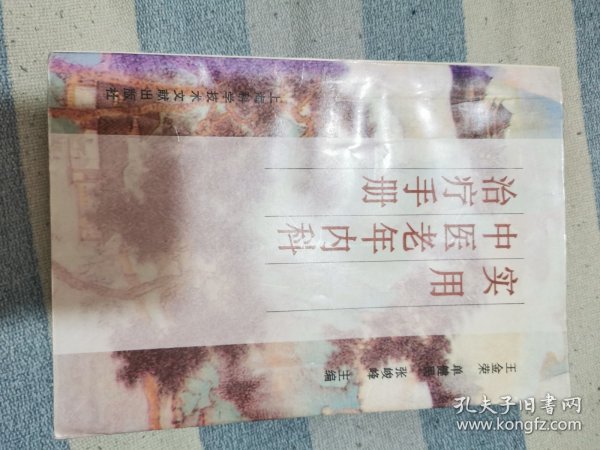 王金荣 单 张峻峰 主编
实用
中医老年内科
治疗手册
上海科学技术文献出版社
孔夫子旧书网
www.kongfz.com